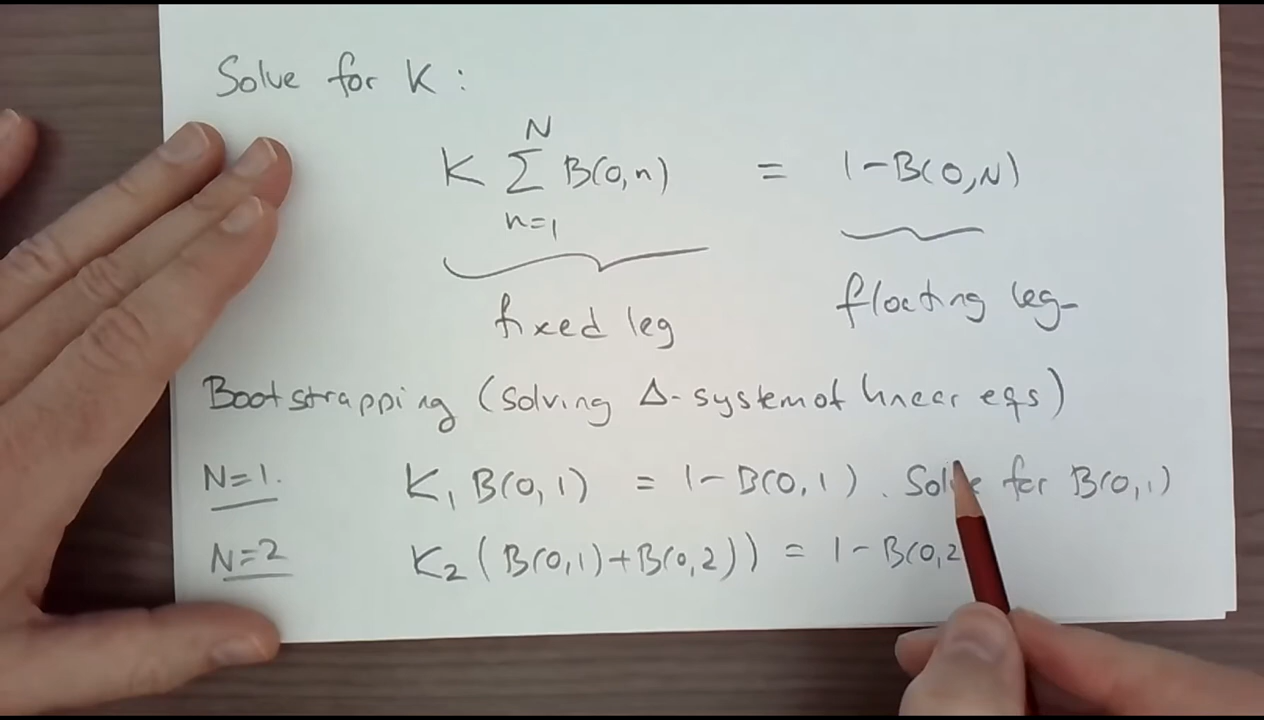 Solve for K :
N
K Σ B(0,n) = 1-B(0,N)
n=1
fixed leg floating leg
Bootstrapping (solving Δ-system of linear eqs)
N=1. K₁ B(0,1) = 1-B(0,1). Solve for B(0,1)
N=2 K₂ (B(0,1)+B(0,2)) = 1-B(0,2